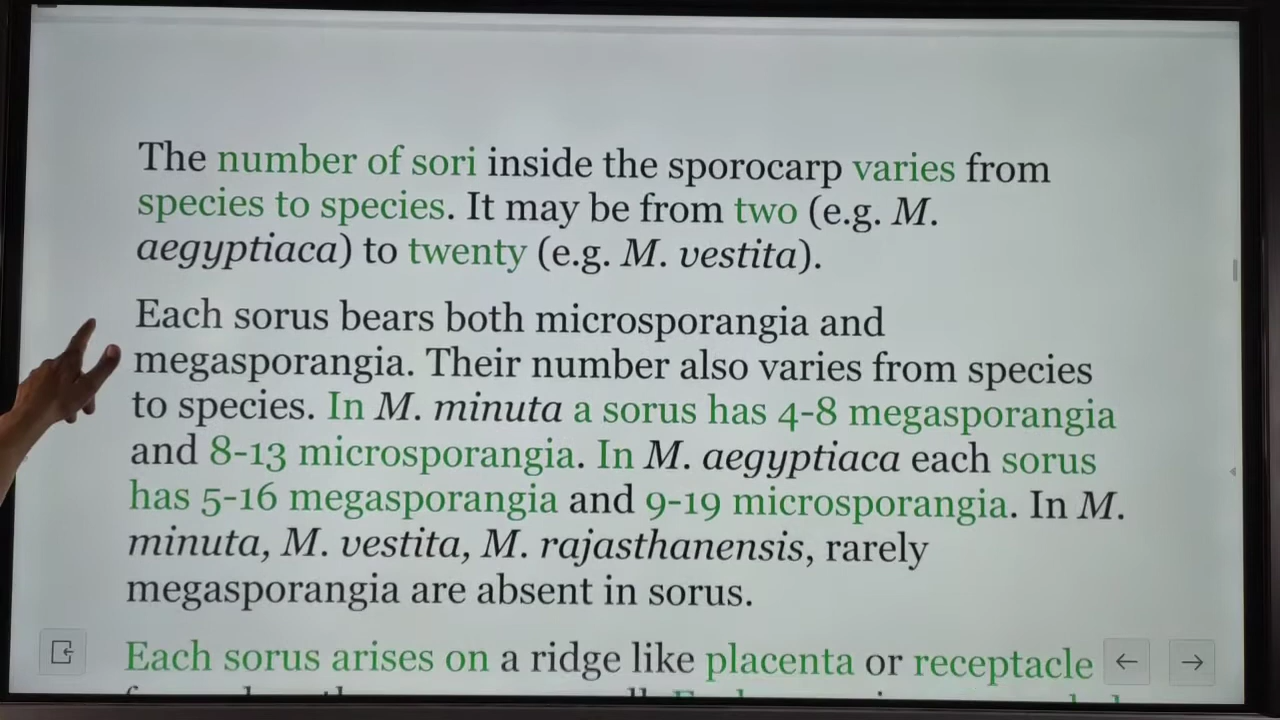 The number of sori inside the sporocarp varies from
species to species. It may be from two (e.g. M.
aegyptiaca) to twenty (e.g. M. vestita).
Each sorus bears both microsporangia and
megasporangia. Their number also varies from species
to species. In M. minuta a sorus has 4-8 megasporangia
and 8-13 microsporangia. In M. aegyptiaca each sorus
has 5-16 megasporangia and 9-19 microsporangia. In M.
minuta, M. vestita, M. rajasthanensis, rarely
megasporangia are absent in sorus.
Each sorus arises on a ridge like placenta or receptacle